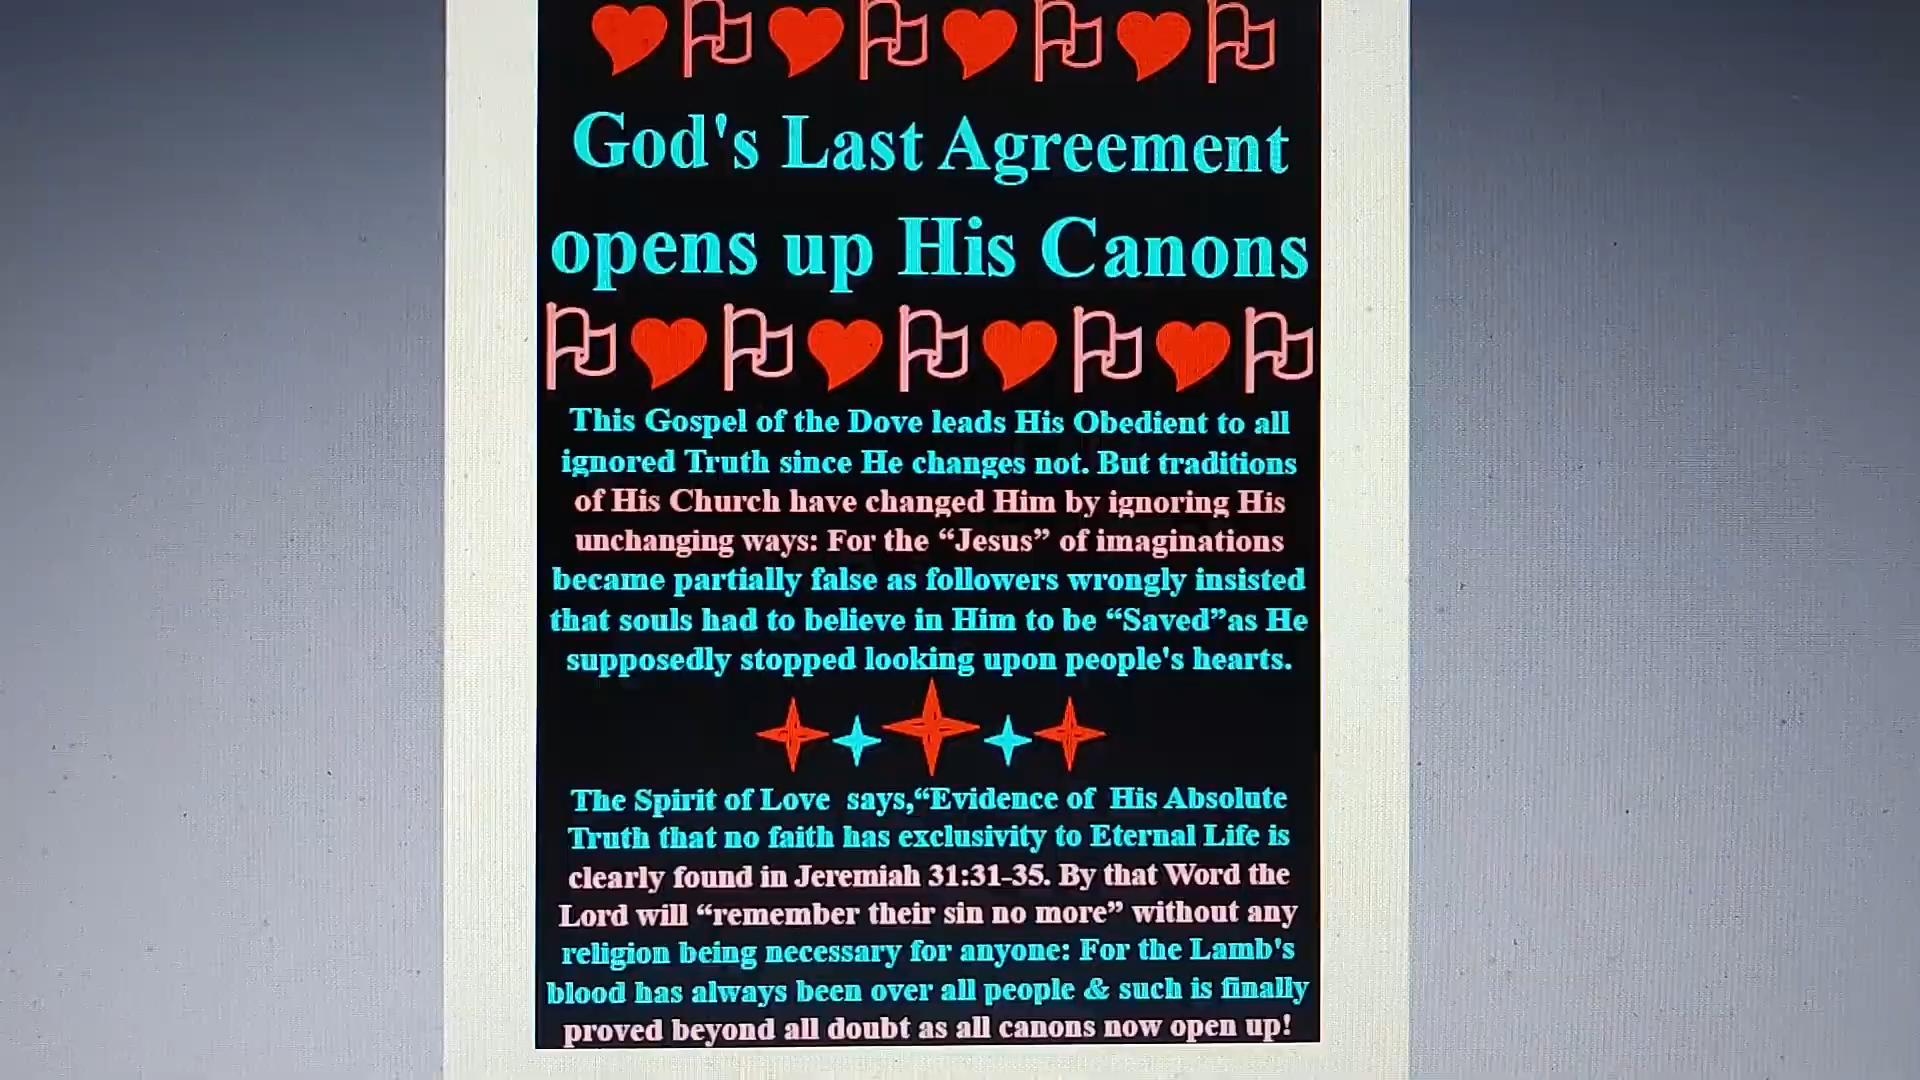 God's Last Agreement
opens up His Canons
This Gospel of the Dove leads His Obedient to all
ignored Truth since He changes not. But traditions
of His Church have changed Him by ignoring His
unchanging ways: For the “Jesus” of imaginations
became partially false as followers wrongly insisted
that souls had to believe in Him to be “Saved”as He
supposedly stopped looking upon people's hearts.
The Spirit of Love  says,“Evidence of  His Absolute
Truth that no faith has exclusivity to Eternal Life is
clearly found in Jeremiah 31:31-35. By that Word the
Lord will “remember their sin no more” without any
religion being necessary for anyone: For the Lamb's
blood has always been over all people & such is finally
proved beyond all doubt as all canons now open up!